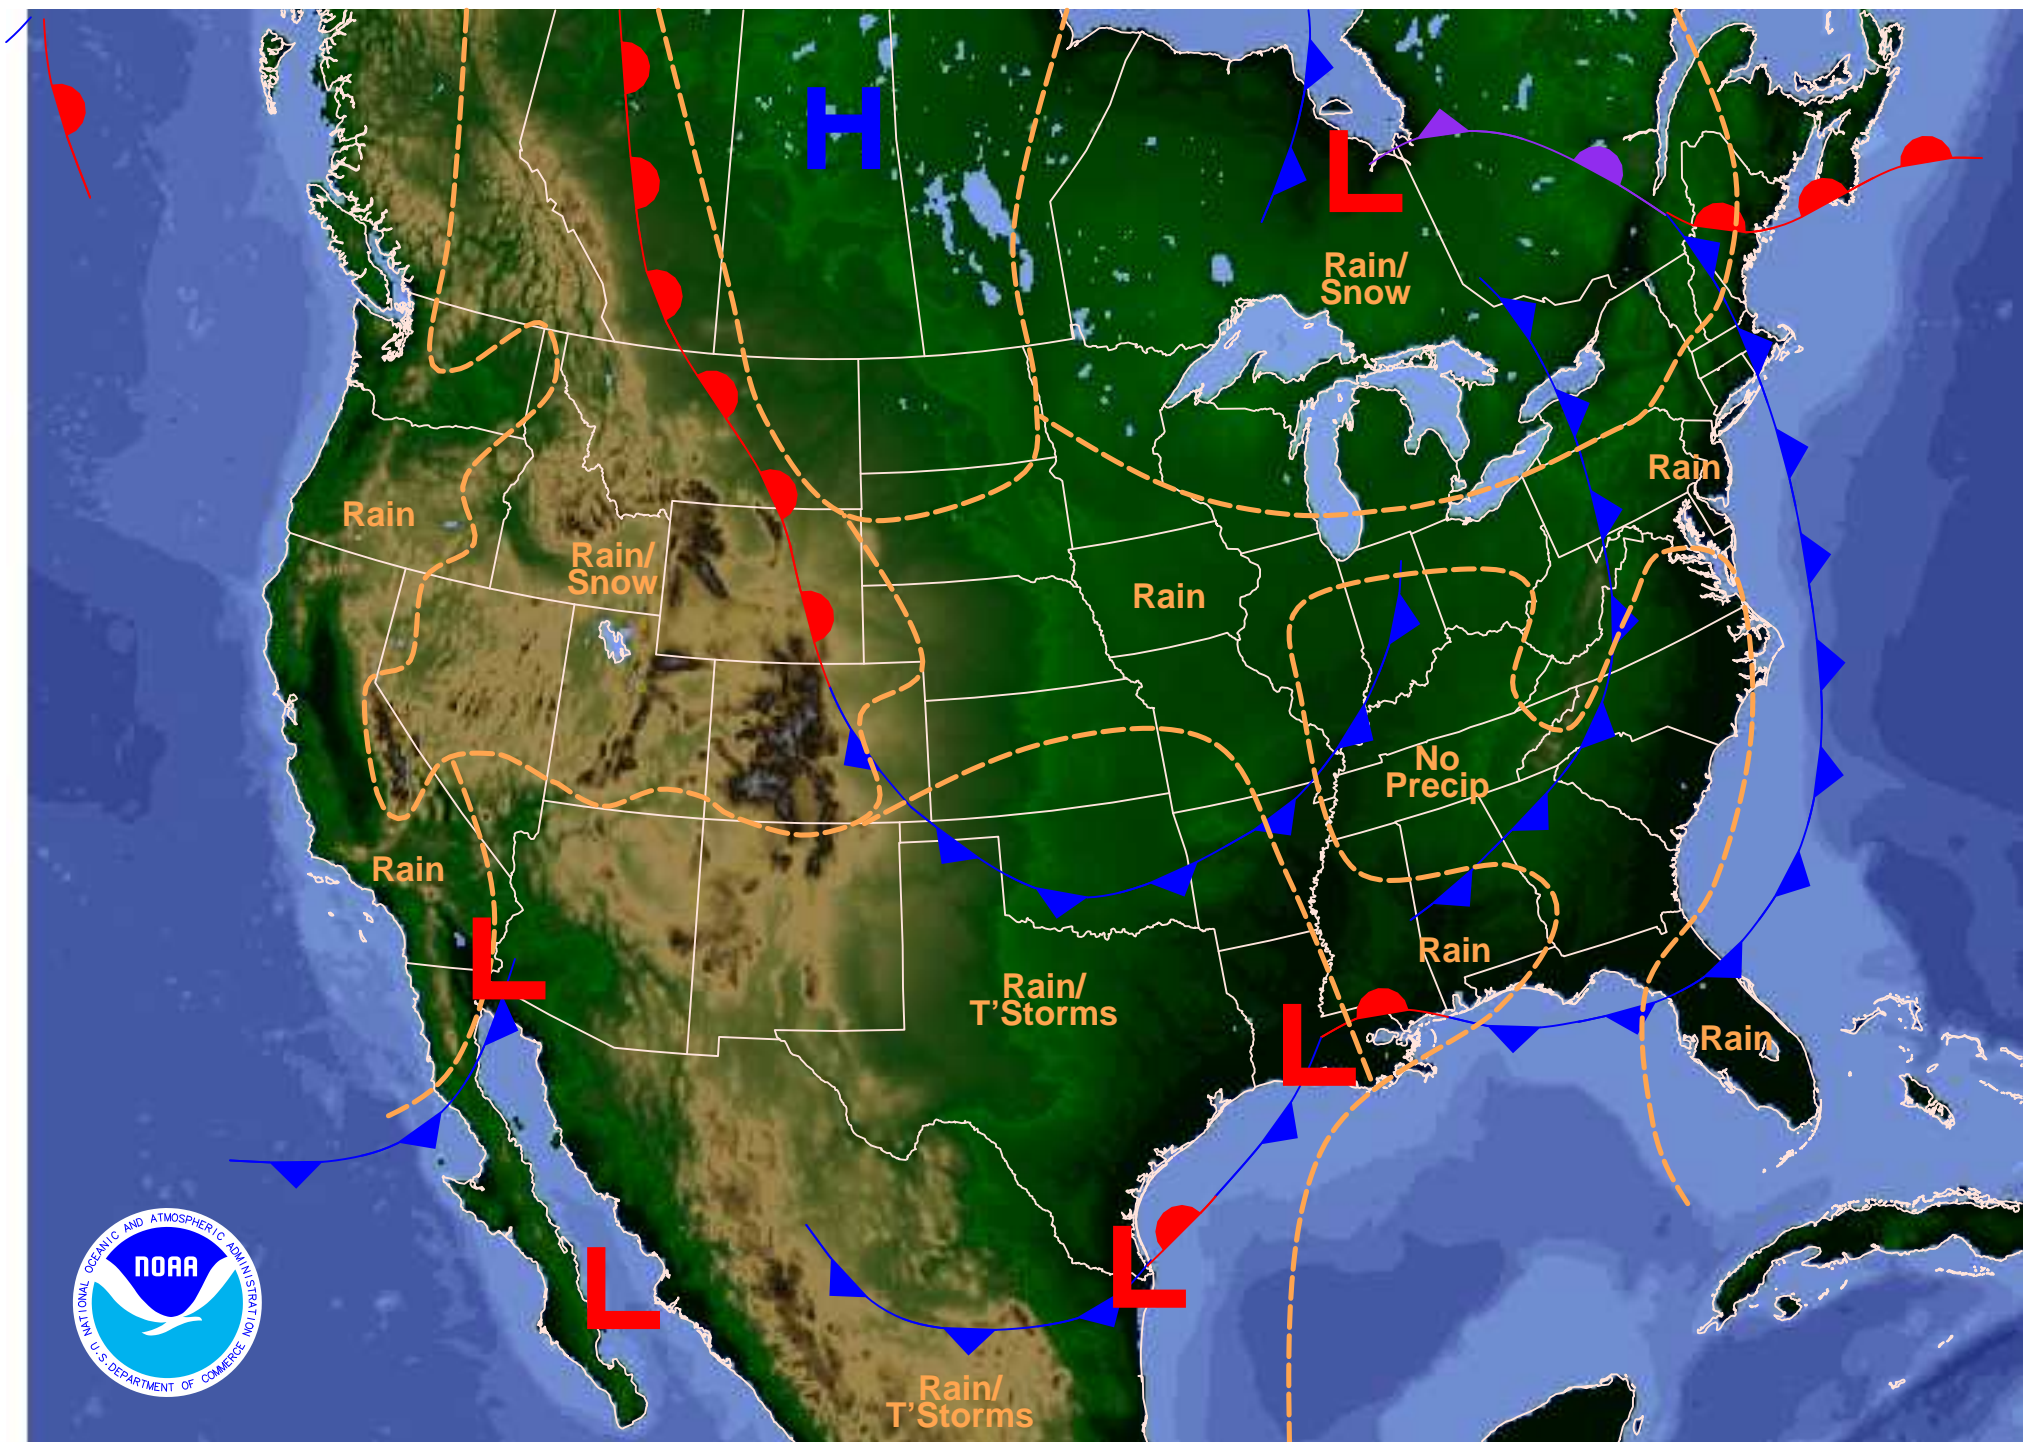 H
L
Rain/
Snow
Rain
Rain
Rain/
Snow
Rain
No
Precip
Rain
L
Rain
Rain/
T'Storms
L
Rain
L
L
Rain/
T'Storms
NATIONAL OCEANIC AND ATMOSPHERIC ADMINISTRATION
NOAA
U.S. DEPARTMENT OF COMMERCE